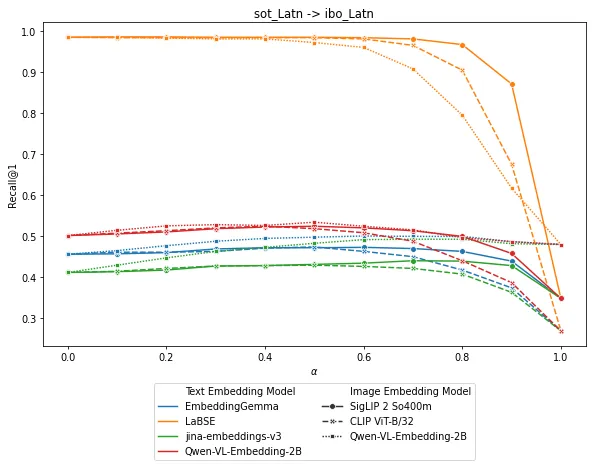 sot_Latn -> ibo_Latn
Recall@1
1.0
0.9
0.8
0.7
0.6
0.5
0.4
0.3
0.0 0.2 0.4 0.6 0.8 1.0
α
Text Embedding Model Image Embedding Model
EmbeddingGemma SigLIP 2 So400m
LaBSE CLIP ViT-B/32
jina-embeddings-v3 Qwen-VL-Embedding-2B
Qwen-VL-Embedding-2B